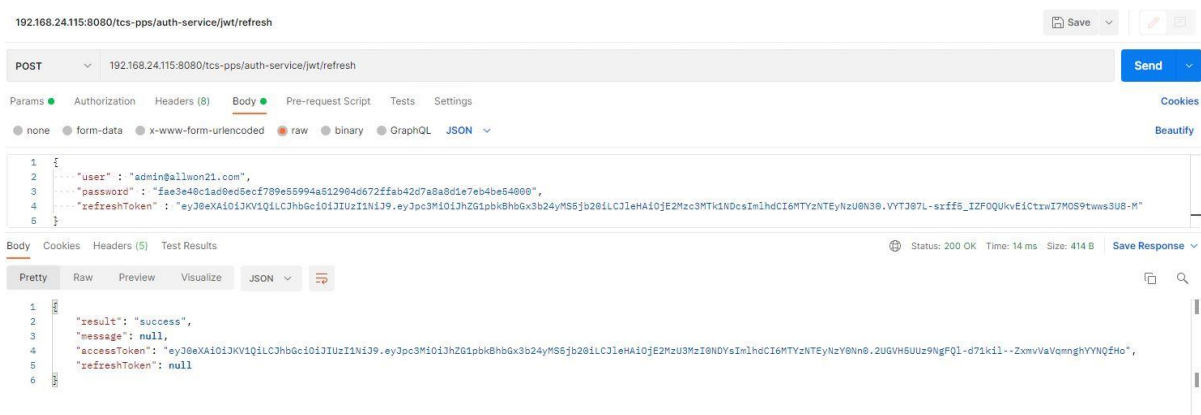 192.168.24.115:8080/tcs-pps/auth-service/jwt/refresh Save
POST 192.168.24.115:8080/tcs-pps/auth-service/jwt/refresh Send
Params Authorization Headers (8) Body Pre-request Script Tests Settings Cookies
none form-data x-www-form-urlencoded raw binary GraphQL JSON Beautify
1 {
2 "user" : "admin@allwon21.com",
3 "password" : "fae3e40c1ad0ed5ecf789e55994a512904d672ffab42d7a8a8d1e7eb4be54000",
4 "refreshToken" : "eyJ0eXAiOiJKV1QiLCJhbGciOiJIUzI1NiJ9.eyJpc3MiOiJhZG1pbkBhbGx3b24yMS5jb20iLCJleHAiOjE2Mzc3MTk1NDcsImlhdCI6MTYzNTEyNzU0N30.VYTJ07L-srff5_IZFOQUkvEiCtrwI7MOS9twws3U8-M"
5 }
Body Cookies Headers (5) Test Results Status: 200 OK Time: 14 ms Size: 414 B Save Response
Pretty Raw Preview Visualize JSON
1 {
2 "result": "success",
3 "message": null,
4 "accessToken": "eyJ0eXAiOiJKV1QiLCJhbGciOiJIUzI1NiJ9.eyJpc3MiOiJhZG1pbkBhbGx3b24yMS5jb20iLCJleHAiOjE2MzU3MzI0NDYsImlhdCI6MTYzNTEyNzY0Nn0.2UGVH5UUz9NgFQl-d71kil--ZxmvVaVqmnghYYNQfHo",
5 "refreshToken": null
6 }